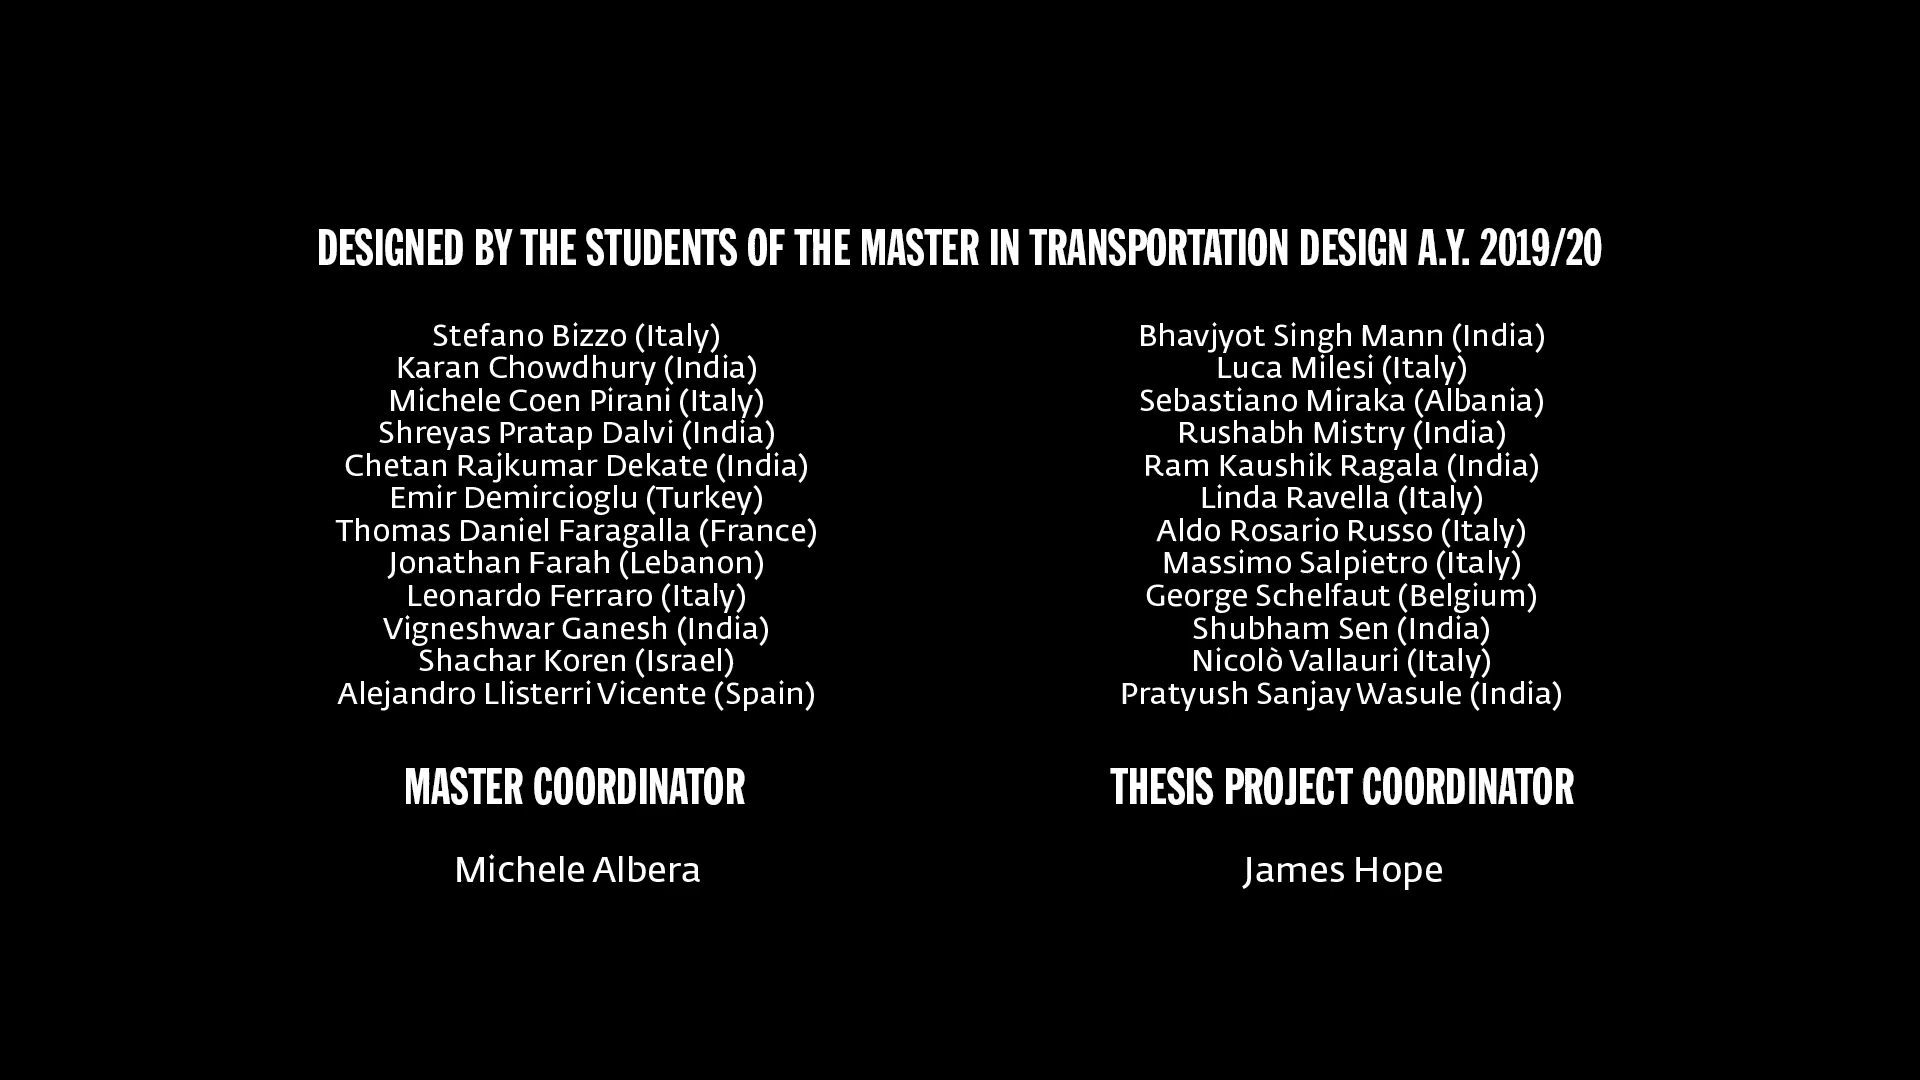 DESIGNED BY THE STUDENTS OF THE MASTER IN TRANSPORTATION DESIGN A.Y. 2019/20
Stefano Bizzo (Italy)
Karan Chowdhury (India)
Michele Coen Pirani (Italy)
Shreyas Pratap Dalvi (India)
Chetan Rajkumar Dekate (India)
Emir Demircioglu (Turkey)
Thomas Daniel Faragalla (France)
Jonathan Farah (Lebanon)
Leonardo Ferraro (Italy)
Vigneshwar Ganesh (India)
Shachar Koren (Israel)
Alejandro Llisterri Vicente (Spain)
Bhavjyot Singh Mann (India)
Luca Milesi (Italy)
Sebastiano Miraka (Albania)
Rushabh Mistry (India)
Ram Kaushik Ragala (India)
Linda Ravella (Italy)
Aldo Rosario Russo (Italy)
Massimo Salpietro (Italy)
George Schelfaut (Belgium)
Shubham Sen (India)
Nicolò Vallauri (Italy)
Pratyush Sanjay Wasule (India)
MASTER COORDINATOR
Michele Albera
THESIS PROJECT COORDINATOR
James Hope